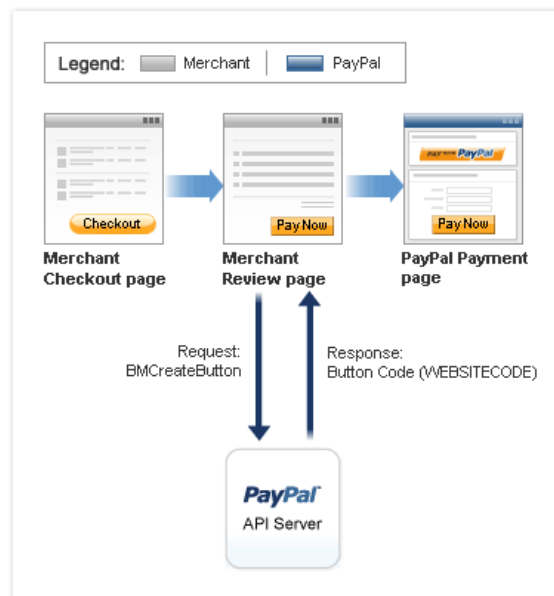 Legend: Merchant PayPal
Checkout
Pay Now
PayPal
Pay Now
Merchant
Checkout page
Merchant
Review page
PayPal Payment
page
Request:
BMCreateButton
Response:
Button Code (WEBSITECODE)
PayPal
API Server